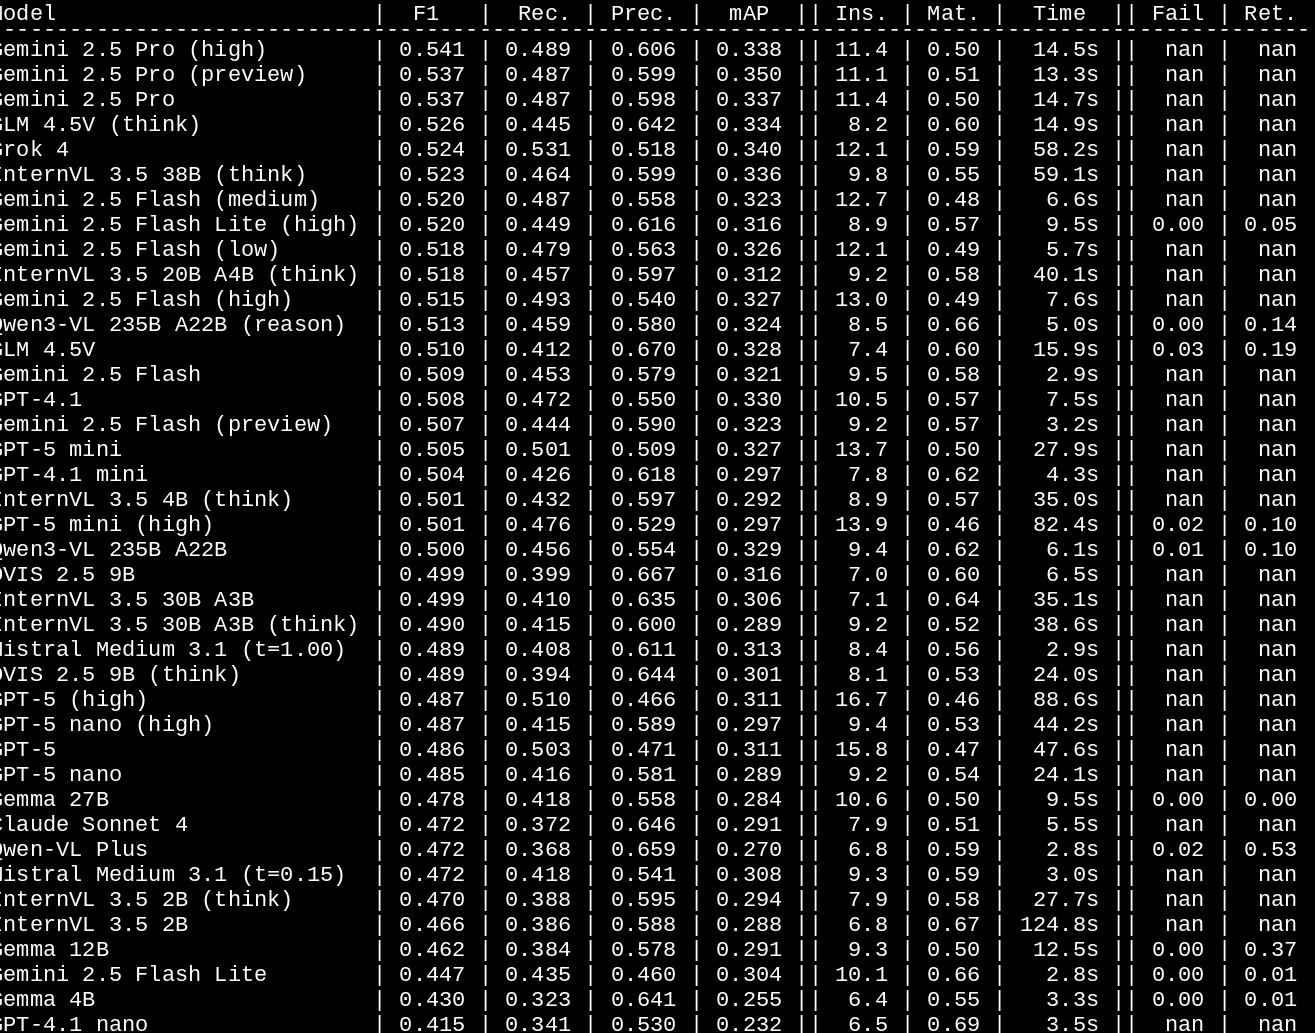 Model                        |  F1   |  Rec. | Prec. |  mAP  || Ins. | Mat. |  Time  || Fail | Ret.
---------------------------------------------------------------------------------------------------
Gemini 2.5 Pro (high)        | 0.541 | 0.489 | 0.606 | 0.338 || 11.4 | 0.50 |  14.5s ||  nan |  nan
Gemini 2.5 Pro (preview)     | 0.537 | 0.487 | 0.599 | 0.350 || 11.1 | 0.51 |  13.3s ||  nan |  nan
Gemini 2.5 Pro               | 0.537 | 0.487 | 0.598 | 0.337 || 11.4 | 0.50 |  14.7s ||  nan |  nan
GLM 4.5V (think)             | 0.526 | 0.445 | 0.642 | 0.334 ||  8.2 | 0.60 |  14.9s ||  nan |  nan
Grok 4                       | 0.524 | 0.531 | 0.518 | 0.340 || 12.1 | 0.59 |  58.2s ||  nan |  nan
InternVL 3.5 38B (think)     | 0.523 | 0.464 | 0.599 | 0.336 ||  9.8 | 0.55 |  59.1s ||  nan |  nan
Gemini 2.5 Flash (medium)    | 0.520 | 0.487 | 0.558 | 0.323 || 12.7 | 0.48 |   6.6s ||  nan |  nan
Gemini 2.5 Flash Lite (high) | 0.520 | 0.449 | 0.616 | 0.316 ||  8.9 | 0.57 |   9.5s || 0.00 | 0.05
Gemini 2.5 Flash (low)       | 0.518 | 0.479 | 0.563 | 0.326 || 12.1 | 0.49 |   5.7s ||  nan |  nan
InternVL 3.5 20B A4B (think) | 0.518 | 0.457 | 0.597 | 0.312 ||  9.2 | 0.58 |  40.1s ||  nan |  nan
Gemini 2.5 Flash (high)      | 0.515 | 0.493 | 0.540 | 0.327 || 13.0 | 0.49 |   7.6s ||  nan |  nan
Qwen3-VL 235B A22B (reason)  | 0.513 | 0.459 | 0.580 | 0.324 ||  8.5 | 0.66 |   5.0s || 0.00 | 0.14
GLM 4.5V                     | 0.510 | 0.412 | 0.670 | 0.328 ||  7.4 | 0.60 |  15.9s || 0.03 | 0.19
Gemini 2.5 Flash             | 0.509 | 0.453 | 0.579 | 0.321 ||  9.5 | 0.58 |   2.9s ||  nan |  nan
GPT-4.1                      | 0.508 | 0.472 | 0.550 | 0.330 || 10.5 | 0.57 |   7.5s ||  nan |  nan
Gemini 2.5 Flash (preview)   | 0.507 | 0.444 | 0.590 | 0.323 ||  9.2 | 0.57 |   3.2s ||  nan |  nan
GPT-5 mini                   | 0.505 | 0.501 | 0.509 | 0.327 || 13.7 | 0.50 |  27.9s ||  nan |  nan
GPT-4.1 mini                 | 0.504 | 0.426 | 0.618 | 0.297 ||  7.8 | 0.62 |   4.3s ||  nan |  nan
InternVL 3.5 4B (think)      | 0.501 | 0.432 | 0.597 | 0.292 ||  8.9 | 0.57 |  35.0s ||  nan |  nan
GPT-5 mini (high)            | 0.501 | 0.476 | 0.529 | 0.297 || 13.9 | 0.46 |  82.4s || 0.02 | 0.10
Qwen3-VL 235B A22B           | 0.500 | 0.456 | 0.554 | 0.329 ||  9.4 | 0.62 |   6.1s || 0.01 | 0.10
OVIS 2.5 9B                  | 0.499 | 0.399 | 0.667 | 0.316 ||  7.0 | 0.60 |   6.5s ||  nan |  nan
InternVL 3.5 30B A3B         | 0.499 | 0.410 | 0.635 | 0.306 ||  7.1 | 0.64 |  35.1s ||  nan |  nan
InternVL 3.5 30B A3B (think) | 0.490 | 0.415 | 0.600 | 0.289 ||  9.2 | 0.52 |  38.6s ||  nan |  nan
Mistral Medium 3.1 (t=1.00)  | 0.489 | 0.408 | 0.611 | 0.313 ||  8.4 | 0.56 |   2.9s ||  nan |  nan
OVIS 2.5 9B (think)          | 0.489 | 0.394 | 0.644 | 0.301 ||  8.1 | 0.53 |  24.0s ||  nan |  nan
GPT-5 (high)                 | 0.487 | 0.510 | 0.466 | 0.311 || 16.7 | 0.46 |  88.6s ||  nan |  nan
GPT-5 nano (high)            | 0.487 | 0.415 | 0.589 | 0.297 ||  9.4 | 0.53 |  44.2s ||  nan |  nan
GPT-5                        | 0.486 | 0.503 | 0.471 | 0.311 || 15.8 | 0.47 |  47.6s ||  nan |  nan
GPT-5 nano                   | 0.485 | 0.416 | 0.581 | 0.289 ||  9.2 | 0.54 |  24.1s ||  nan |  nan
Gemma 27B                    | 0.478 | 0.418 | 0.558 | 0.284 || 10.6 | 0.50 |   9.5s || 0.00 | 0.00
Claude Sonnet 4              | 0.472 | 0.372 | 0.646 | 0.291 ||  7.9 | 0.51 |   5.5s ||  nan |  nan
Qwen-VL Plus                 | 0.472 | 0.368 | 0.659 | 0.270 ||  6.8 | 0.59 |   2.8s || 0.02 | 0.53
Mistral Medium 3.1 (t=0.15)  | 0.472 | 0.418 | 0.541 | 0.308 ||  9.3 | 0.59 |   3.0s ||  nan |  nan
InternVL 3.5 2B (think)      | 0.470 | 0.388 | 0.595 | 0.294 ||  7.9 | 0.58 |  27.7s ||  nan |  nan
InternVL 3.5 2B              | 0.466 | 0.386 | 0.588 | 0.288 ||  6.8 | 0.67 | 124.8s ||  nan |  nan
Gemma 12B                    | 0.462 | 0.384 | 0.578 | 0.291 ||  9.3 | 0.50 |  12.5s || 0.00 | 0.37
Gemini 2.5 Flash Lite        | 0.447 | 0.435 | 0.460 | 0.304 || 10.1 | 0.66 |   2.8s || 0.00 | 0.01
Gemma 4B                     | 0.430 | 0.323 | 0.641 | 0.255 ||  6.4 | 0.55 |   3.3s || 0.00 | 0.01
GPT-4.1 nano                 | 0.415 | 0.341 | 0.530 | 0.232 ||  6.5 | 0.69 |   3.5s ||  nan |  nan